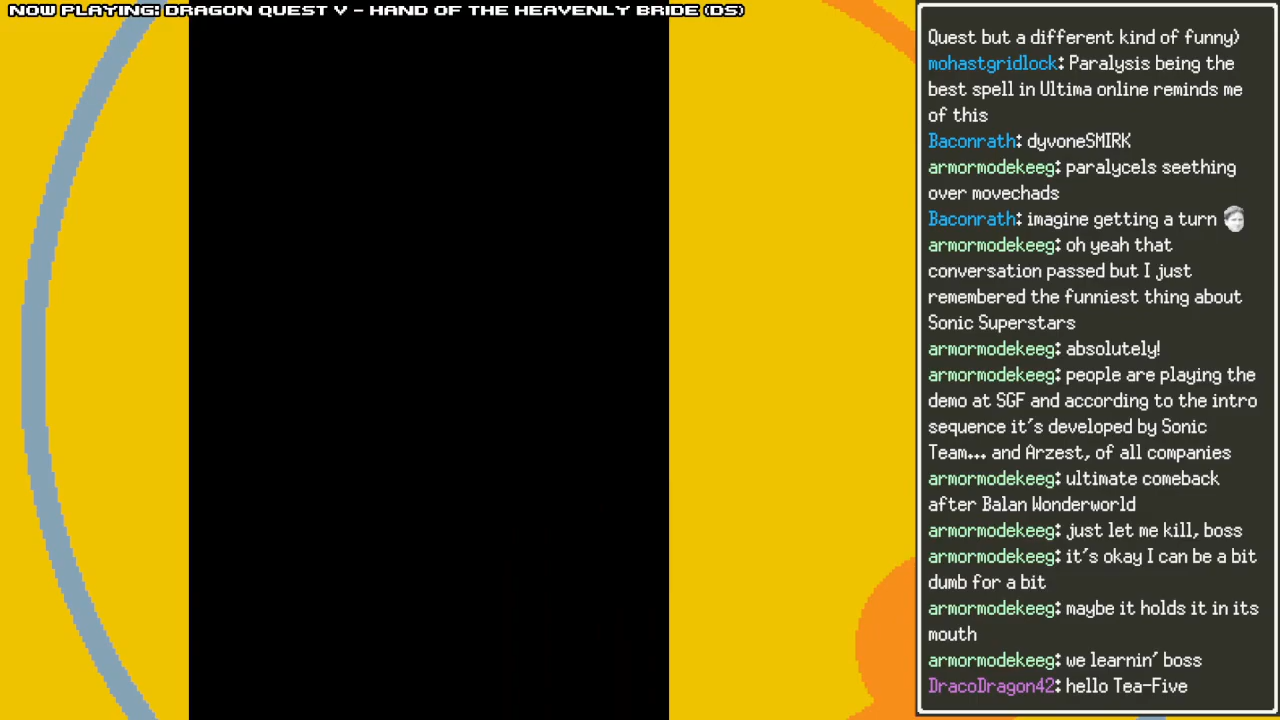 NOW PLAYING: DRAGON QUEST V - HAND OF THE HEAVENLY BRIDE (DS)
Quest but a different kind of funny)
mohastgridlock: Paralysis being the
best spell in Ultima online reminds me
of this
Baconrath: dyvoneSMIRK
armormodekeeg: paralycels seething
over movechads
Baconrath: imagine getting a turn
armormodekeeg: oh yeah that
conversation passed but I just
remembered the funniest thing about
Sonic Superstars
armormodekeeg: absolutely!
armormodekeeg: people are playing the
demo at SGF and according to the intro
sequence it's developed by Sonic
Team... and Arzest, of all companies
armormodekeeg: ultimate comeback
after Balan Wonderworld
armormodekeeg: just let me kill, boss
armormodekeeg: it's okay I can be a bit
dumb for a bit
armormodekeeg: maybe it holds it in its
mouth
armormodekeeg: we learnin' boss
DracoDragon42: hello Tea-Five